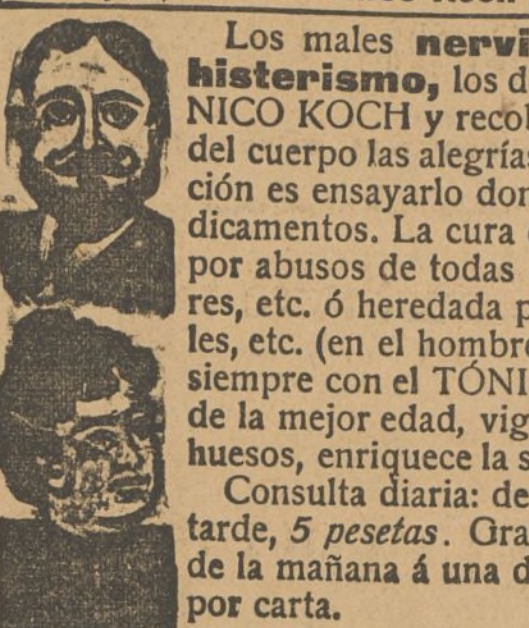 Los males nervi
histerismo, los d
NICO KOCH y recol
del cuerpo las alegrías
ción es ensayarlo don
dicamentos. La cura
por abusos de todas
res, etc. ó heredada p
les, etc. (en el hombre
siempre con el TÓNI
de la mejor edad, vig
huesos, enriquece la s
Consulta diaria: de
tarde, 5 pesetas. Gra
de la mañana á una d
por carta.